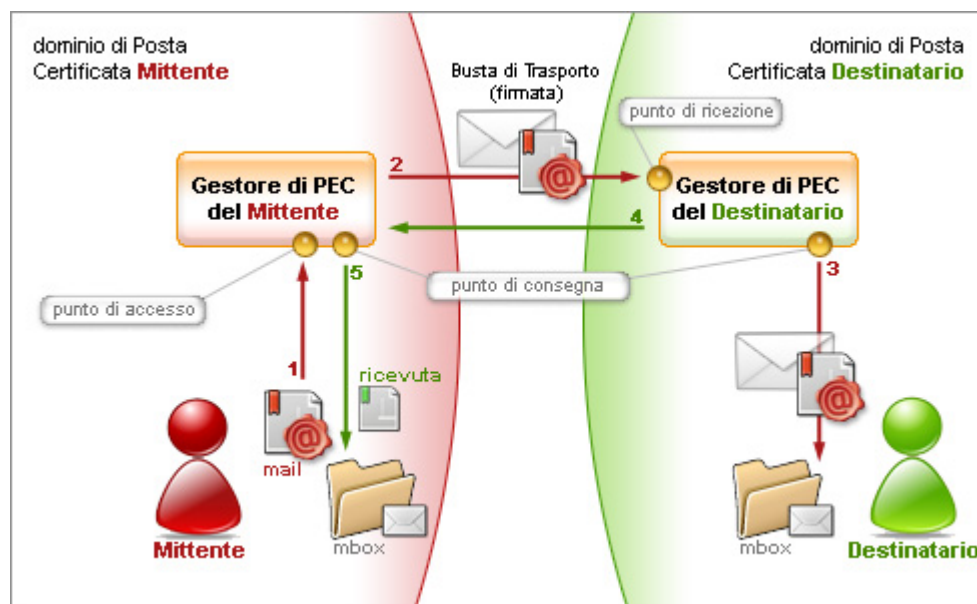 dominio di Posta
Certificata Mittente
dominio di Posta
Certificata Destinatario
Busta di Trasporto
(firmata)
punto di ricezione
2
Gestore di PEC
del Mittente
Gestore di PEC
del Destinatario
4
5
3
punto di consegna
punto di accesso
1
ricevuta
@
@
@
mail
mbox
mbox
Mittente
Destinatario